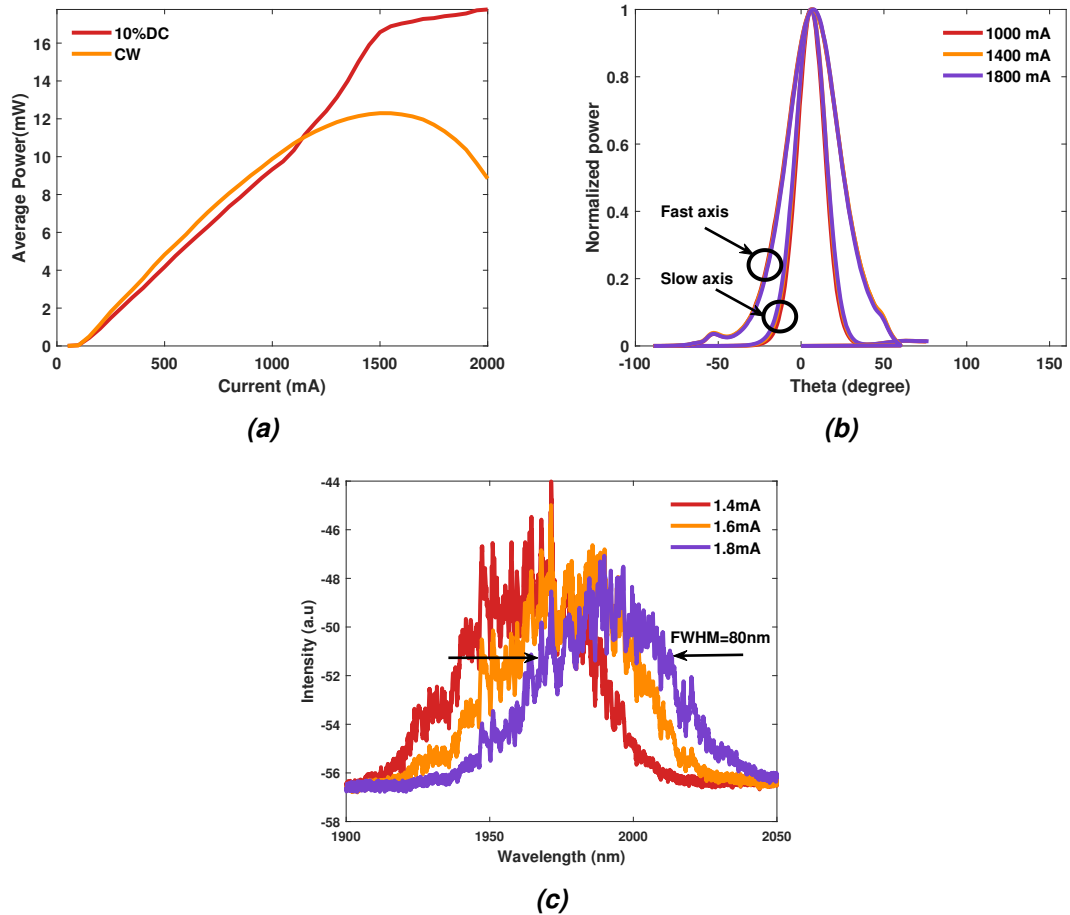 16
14
12
10
8
6
4
2
0
Average Power(mW)
10%DC
CW
0
500
1000
1500
2000
Current (mA)
(a)
1
0.8
0.6
0.4
0.2
0
Normalized power
1000 mA
1400 mA
1800 mA
Fast axis
Slow axis
-100
-50
0
50
100
150
Theta (degree)
(b)
-44
-46
-48
-50
-52
-54
-56
-58
Intensity (a.u)
1.4mA
1.6mA
1.8mA
FWHM=80nm
1900
1950
2000
2050
Wavelength (nm)
(c)